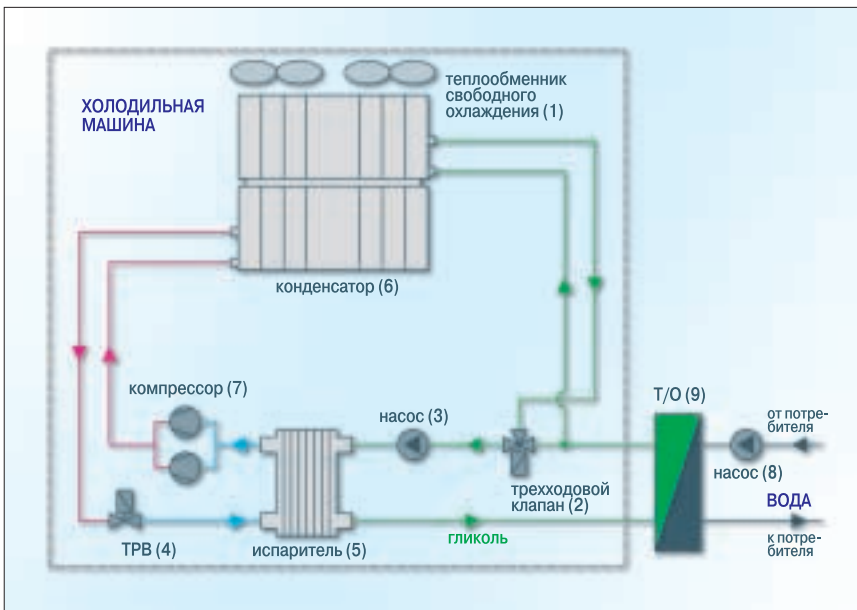 теплообменник
свободного
охлаждения (1)
ХОЛОДИЛЬНАЯ
МАШИНА
конденсатор (6)
компрессор (7)
насос (3)
Т/О (9)
от потре-
бителя
насос (8)
трехходовой
клапан (2)
ВОДА
ГЛИКОЛЬ
к потре-
бителя
ТРВ (4)
испаритель (5)